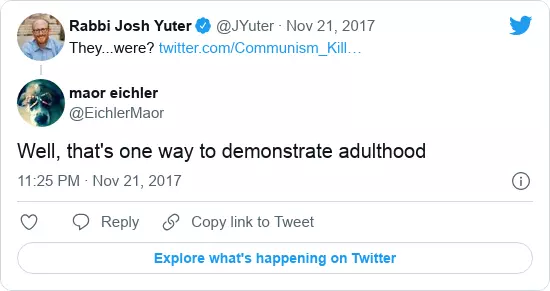 Rabbi Josh Yuter @JYuter · Nov 21, 2017
They...were? twitter.com/Communism_Kill...
maor eichler
@EichlerMaor
Well, that's one way to demonstrate adulthood
11:25 PM · Nov 21, 2017
Reply Copy link to Tweet
Explore what's happening on Twitter